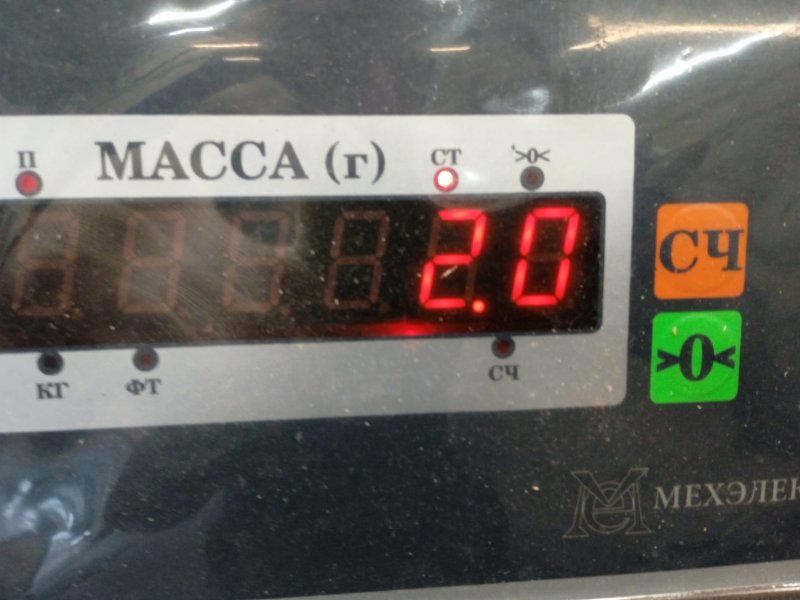 П МАССА (г) СТ >0<
2.0
КГ ФТ СЧ
СЧ
>0<
МЕХЭЛЕК